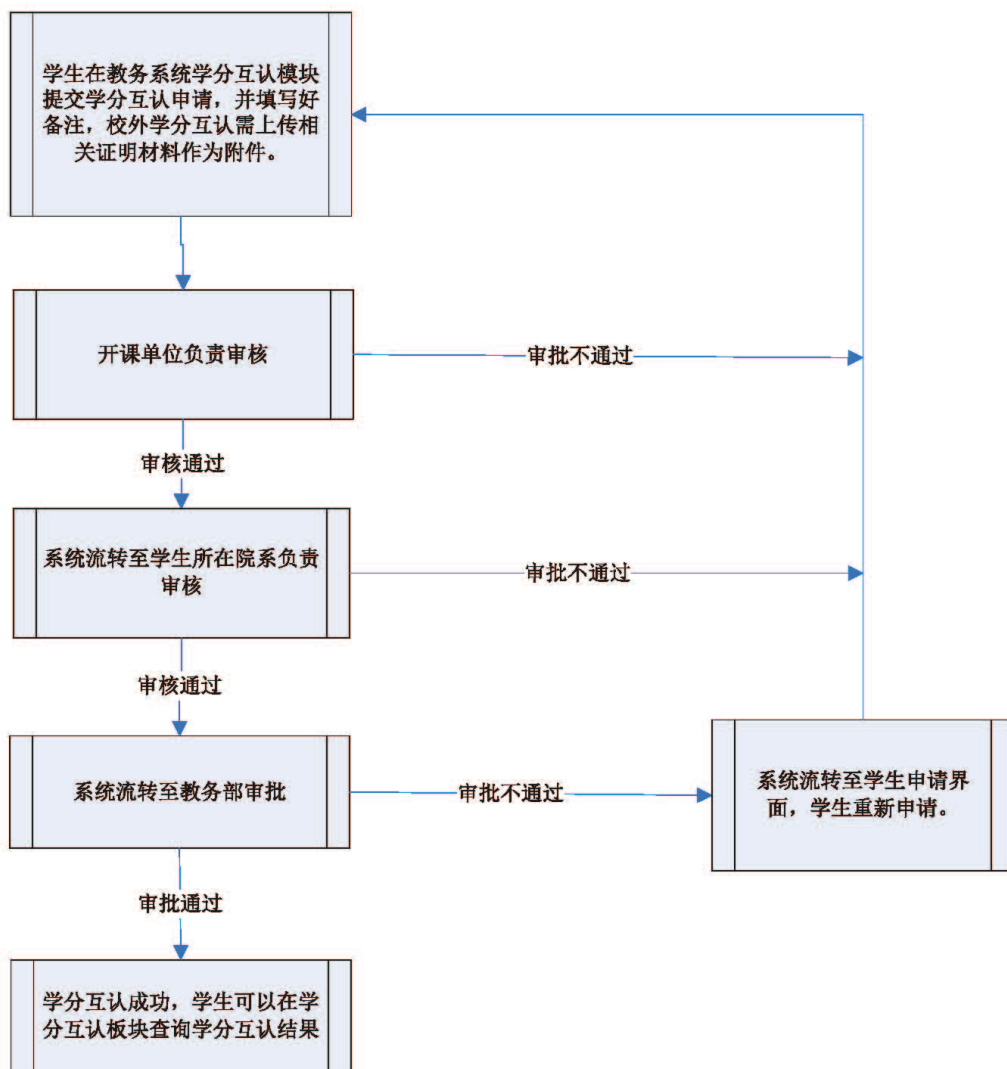 学生在教务系统学分互认模块
提交学分互认申请，并填写好
备注，校外学分互认需上传相
关证明材料作为附件。
开课单位负责审核
审批不通过
审核通过
系统流转至学生所在院系负责
审核
审批不通过
审核通过
系统流转至教务部审批
审批不通过
系统流转至学生申请界
面，学生重新申请。
审批通过
学分互认成功，学生可以在学
分互认板块查询学分互认结果